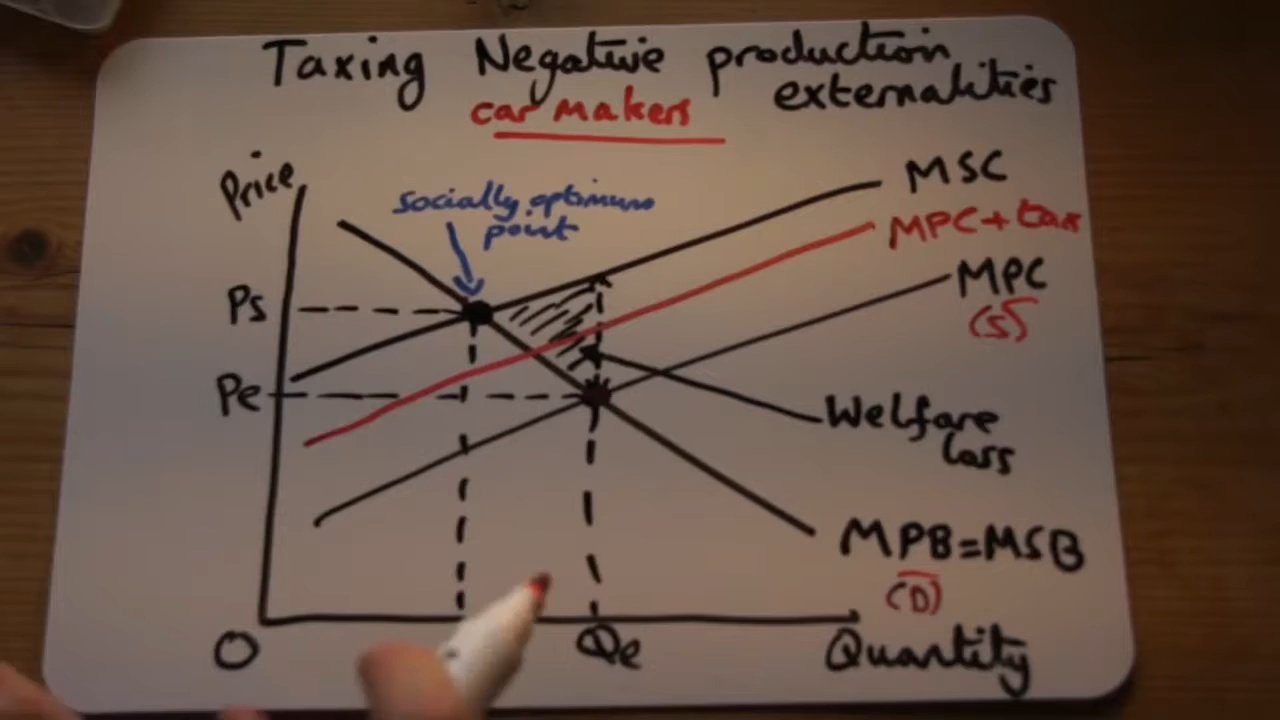 Taxing Negative production
externalities
car makers
Price
socially optimum
point
MSC
MPC + tax
MPC
(S)
Ps
Pe
Welfare
loss
MPB=MSB
(D)
O
Qe
Quantity